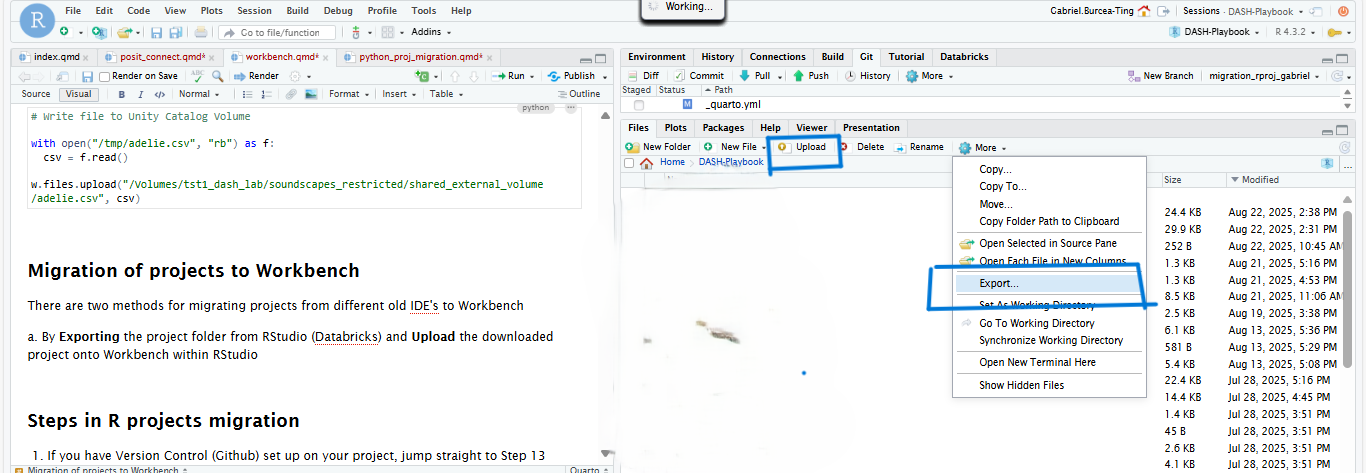 Working...
File Edit Code View Plots Session Build Debug Profile Tools Help
Gabriel.Burcea-Ting
Sessions - DASH-Playbook
R
Go to file/function
Addins
DASH-Playbook
R 4.3.2
index.qmd
posit_connect.qmd*
workbench.qmd*
python_proj_migration.qmd*
Render on Save
ABC
Render
Run
Publish
Source Visual
B I </> Normal
Format Insert Table
Outline
python
# Write file to Unity Catalog Volume
with open("/tmp/adelie.csv", "rb") as f:
csv = f.read()
w.files.upload("/Volumes/tst1_dash_lab/soundscapes_restricted/shared_external_volume
/adelie.csv", csv)
Migration of projects to Workbench
There are two methods for migrating projects from different old IDE's to Workbench
a. By Exporting the project folder from RStudio (Databricks) and Upload the downloaded
project onto Workbench within RStudio
Steps in R projects migration
1. If you have Version Control (Github) set up on your project, jump straight to Step 13
Migration of projects to Workbench
Quarto
Environment History Connections Build Git Tutorial Databricks
Diff Commit Pull Push History More
New Branch migration_rproj_gabriel
Staged Status Path
M _quarto.yml
Files Plots Packages Help Viewer Presentation
New Folder New File Upload Delete Rename More
Home DASH-Playbook
...
Size Modified
Copy...
Copy To...
Move...
Copy Folder Path to Clipboard
Open Selected in Source Pane
Open Each File in New Columns
Export...
Set As Working Directory
Go To Working Directory
Synchronize Working Directory
Open New Terminal Here
Show Hidden Files
24.4 KB Aug 22, 2025, 2:38 PM
29.9 KB Aug 22, 2025, 2:31 PM
252 B Aug 22, 2025, 10:45 AM
1.3 KB Aug 21, 2025, 5:16 PM
1.3 KB Aug 21, 2025, 4:53 PM
8.5 KB Aug 21, 2025, 11:06 AM
2.5 KB Aug 19, 2025, 3:38 PM
6.1 KB Aug 13, 2025, 5:36 PM
581 B Aug 13, 2025, 5:29 PM
5.4 KB Aug 13, 2025, 5:08 PM
22.4 KB Jul 28, 2025, 5:16 PM
14.4 KB Jul 28, 2025, 4:45 PM
1.4 KB Jul 28, 2025, 3:51 PM
45 B Jul 28, 2025, 3:51 PM
2.6 KB Jul 28, 2025, 3:51 PM
4.1 KB Jul 28, 2025, 3:51 PM